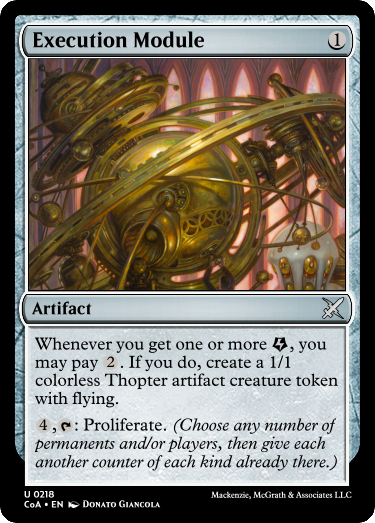 Execution Module 1
Artifact
Whenever you get one or more , you
may pay 2. If you do, create a 1/1
colorless Thopter artifact creature token
with flying.
4, : Proliferate. (Choose any number of
permanents and/or players, then give each
another counter of each kind already there.)
U 0218
CoA • EN Donato Giancola
Mackenzie, McGrath & Associates LLC